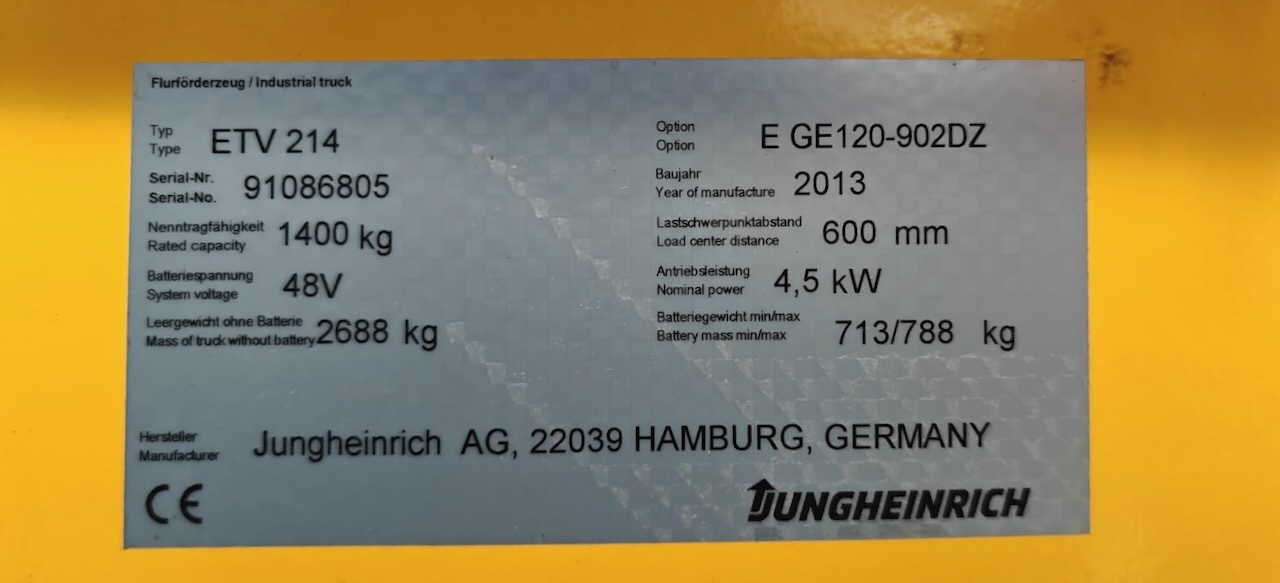 Flurförderzeug / Industrial truck
Typ
Type ETV 214
Option
Option E GE120-902DZ
Serial-Nr.
Serial-No. 91086805
Baujahr
Year of manufacture 2013
Nenntragfähigkeit
Rated capacity 1400 kg
Lastschwerpunktabstand
Load center distance 600 mm
Batteriespannung
System voltage 48V
Antriebsleistung
Nominal power 4,5 kW
Leergewicht ohne Batterie
Mass of truck without battery 2688 kg
Batteriegewicht min/max
Battery mass min/max 713/788 kg
Hersteller
Manufacturer Jungheinrich AG, 22039 HAMBURG, GERMANY
CE
JUNGHEINRICH